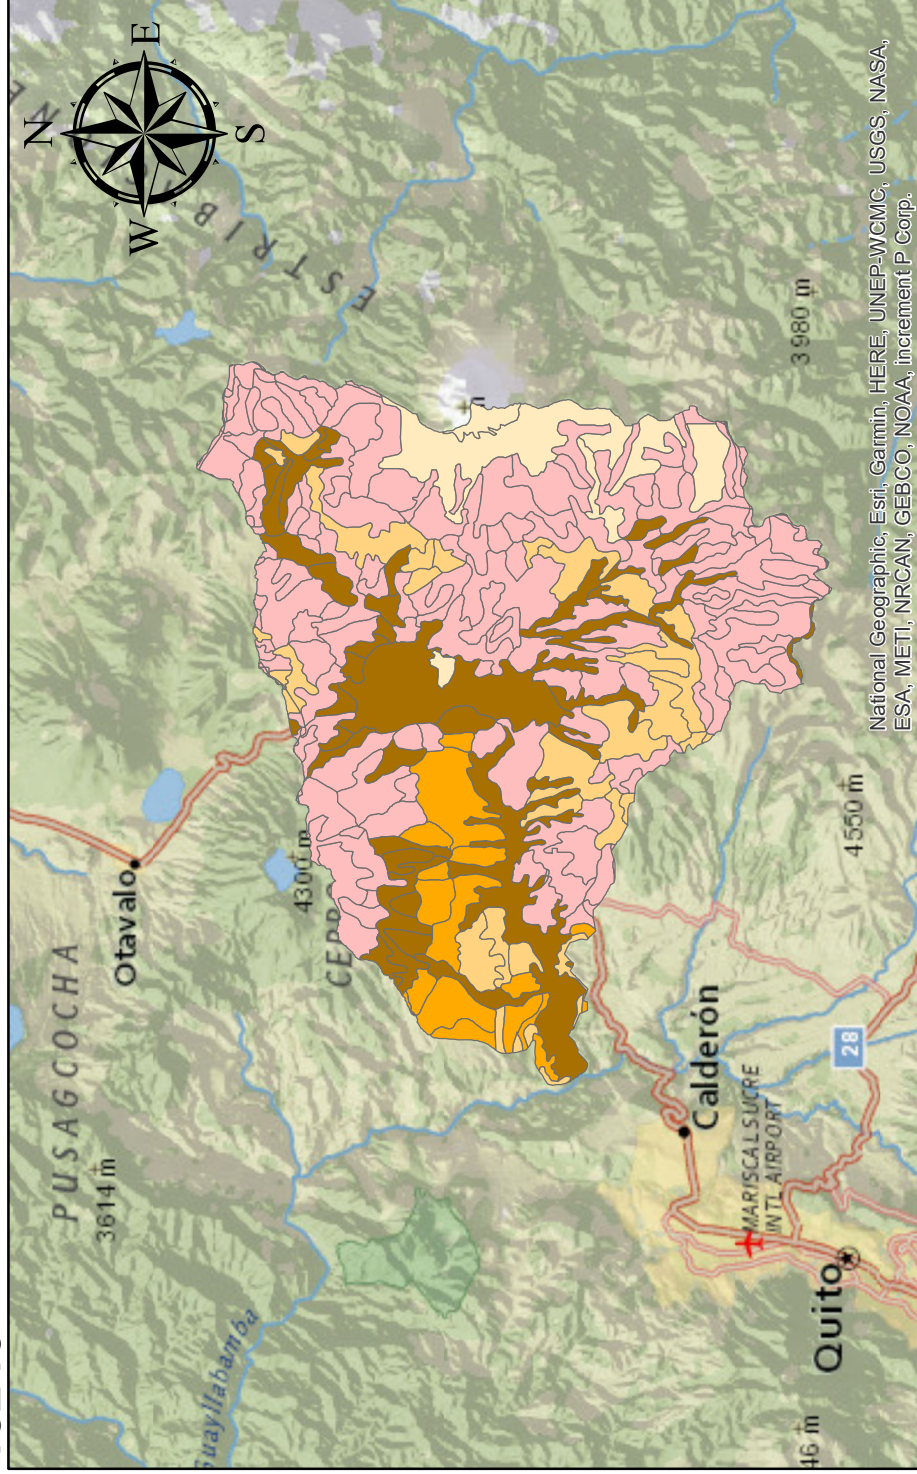 N
E
S
W
ESTRIB
PUSAGCOCHA
3614 m
Otavalo
4300 m
3980 m
4550 m
Calderón
28
MARISCAL SUCRE
INTL AIRPORT
Quito
46 m
National Geographic, Esri, Garmin, HERE, UNEP-WCMC, USGS, NASA,
ESA, METI, NRCAN, GEBCO, NOAA, increment P Corp.